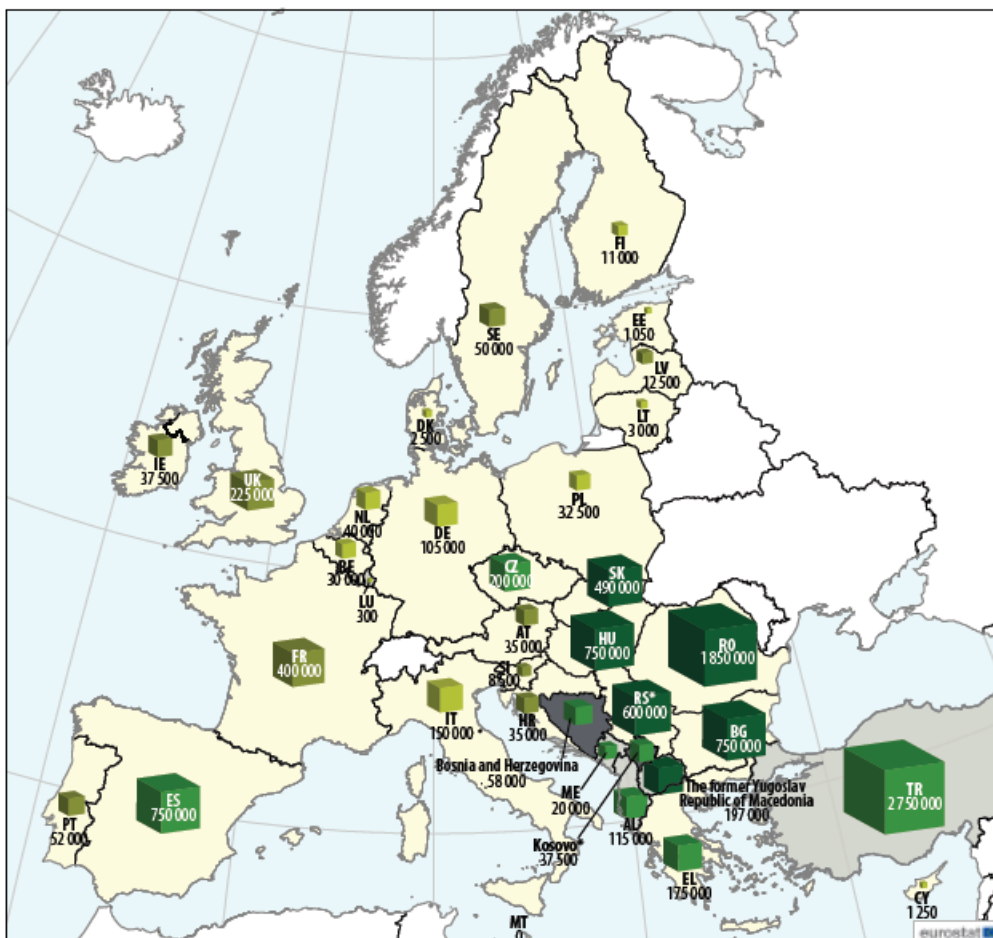 FI
11 000
SE
50 000
EE
1 050
LV
12 500
LT
3 000
DK
2 500
IE
37 500
UK
225 000
NL
40 000
DE
105 000
PL
32 500
BE
30 000
LU
300
CZ
200 000
SK
490 000
AT
35 000
HU
750 000
RO
1 850 000
FR
400 000
SI
8 500
IT
150 000
HR
35 000
RS*
600 000
BG
750 000
Bosnia and Herzegovina
58 000
ME
20 000
The former Yugoslav
Republic of Macedonia
197 000
TR
2 750 000
ES
750 000
PT
52 000
AL
115 000
Kosovo*
37 500
EL
175 000
CY
1 250
MT
0
eurostat